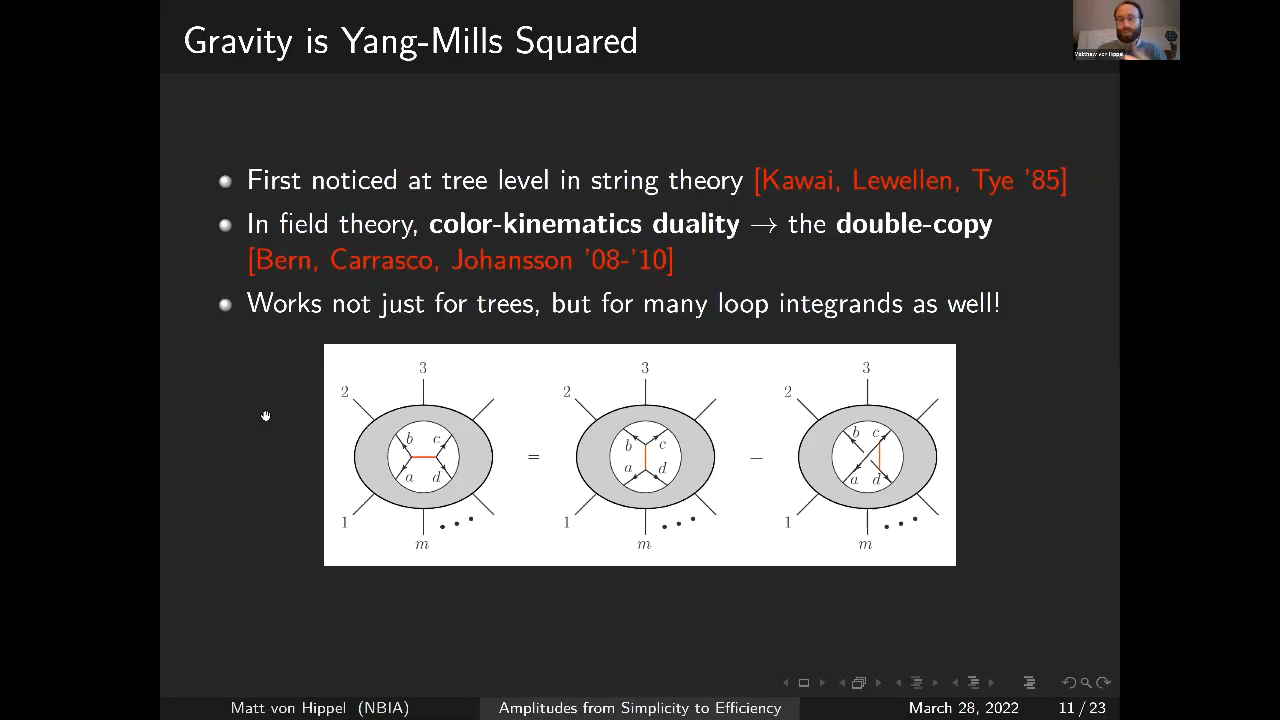 Gravity is Yang-Mills Squared
Matthew von Hippel
First noticed at tree level in string theory [Kawai, Lewellen, Tye '85]
In field theory, color-kinematics duality → the double-copy
[Bern, Carrasco, Johansson '08-'10]
Works not just for trees, but for many loop integrands as well!
3 3 3
2 2 2
b c b c b c
= −
a d a d a d
1 1 1
m m m
Matt von Hippel (NBIA) Amplitudes from Simplicity to Efficiency March 28, 2022 11 / 23